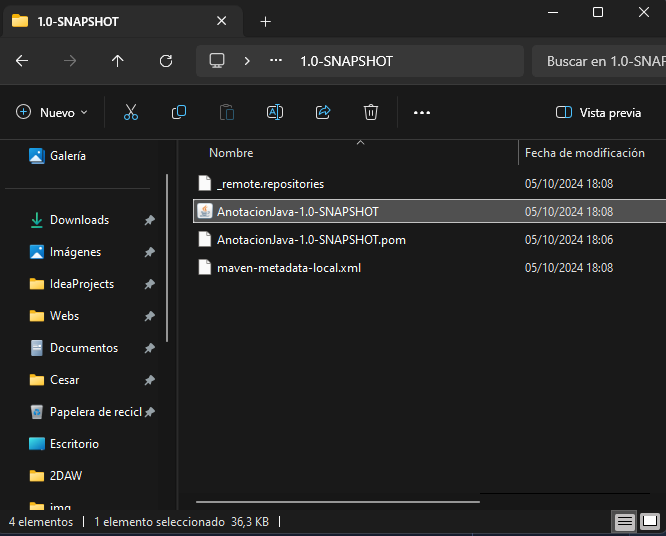 1.0-SNAPSHOT
1.0-SNAPSHOT
Buscar en 1.0-SNAP
Nuevo
Vista previa
Galería
Downloads
Imágenes
IdeaProjects
Webs
Documentos
Cesar
Papelera de recicl
Escritorio
2DAW
img
Nombre
Fecha de modificación
_remote.repositories
05/10/2024 18:08
AnotacionJava-1.0-SNAPSHOT
05/10/2024 18:08
AnotacionJava-1.0-SNAPSHOT.pom
05/10/2024 18:06
maven-metadata-local.xml
05/10/2024 18:08
4 elementos
1 elemento seleccionado 36,3 KB